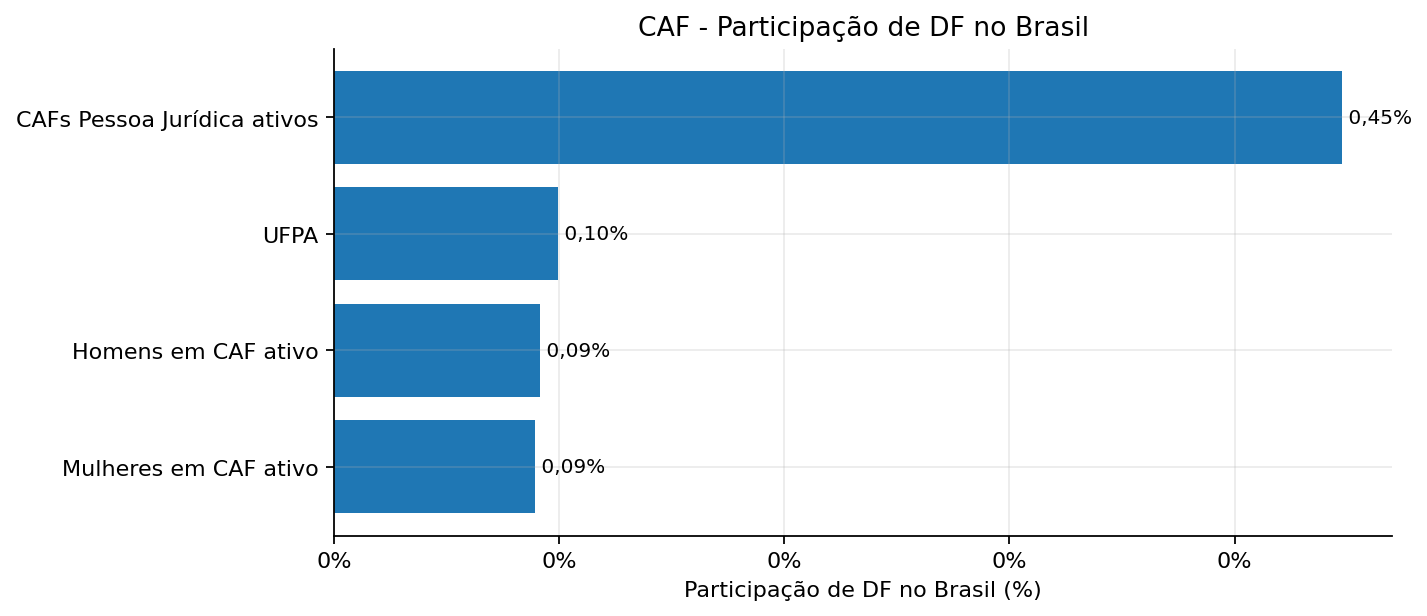 CAF - Participação de DF no Brasil
CAFs Pessoa Jurídica ativos
0,45%
UFPA
0,10%
Homens em CAF ativo
0,09%
Mulheres em CAF ativo
0,09%
0% 0% 0% 0% 0%
Participação de DF no Brasil (%)